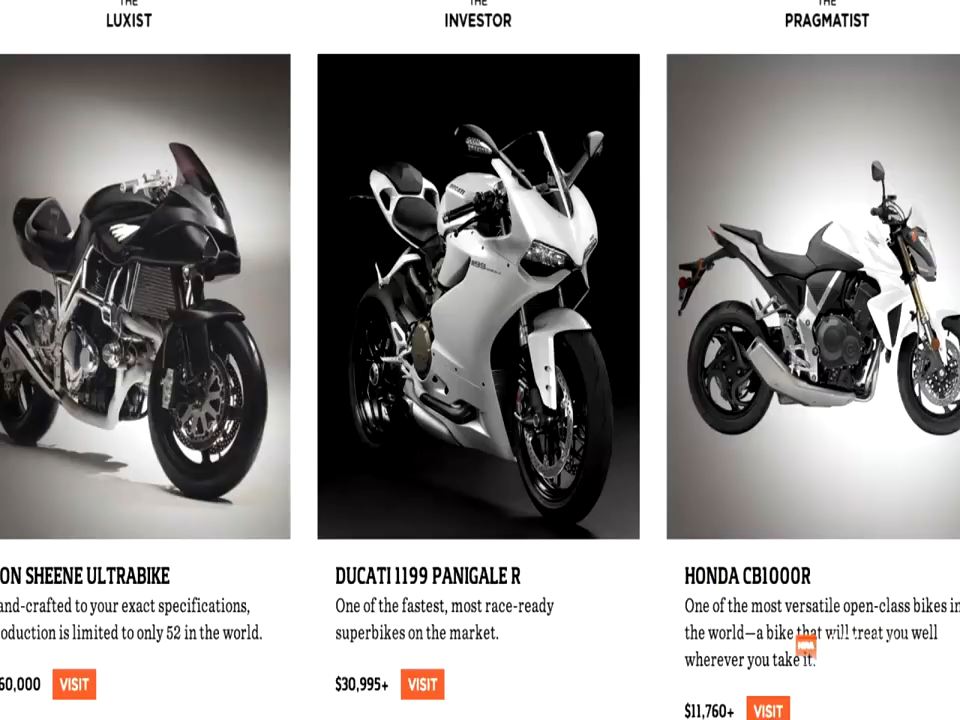 THE
LUXIST
THE
INVESTOR
THE
PRAGMATIST
ON SHEENE ULTRABIKE
and-crafted to your exact specifications,
oduction is limited to only 52 in the world.
60,000 VISIT
DUCATI 1199 PANIGALE R
One of the fastest, most race-ready
superbikes on the market.
$30,995+ VISIT
HONDA CB1000R
One of the most versatile open-class bikes in
the world—a bike that will treat you well
wherever you take it.
$11,760+ VISIT